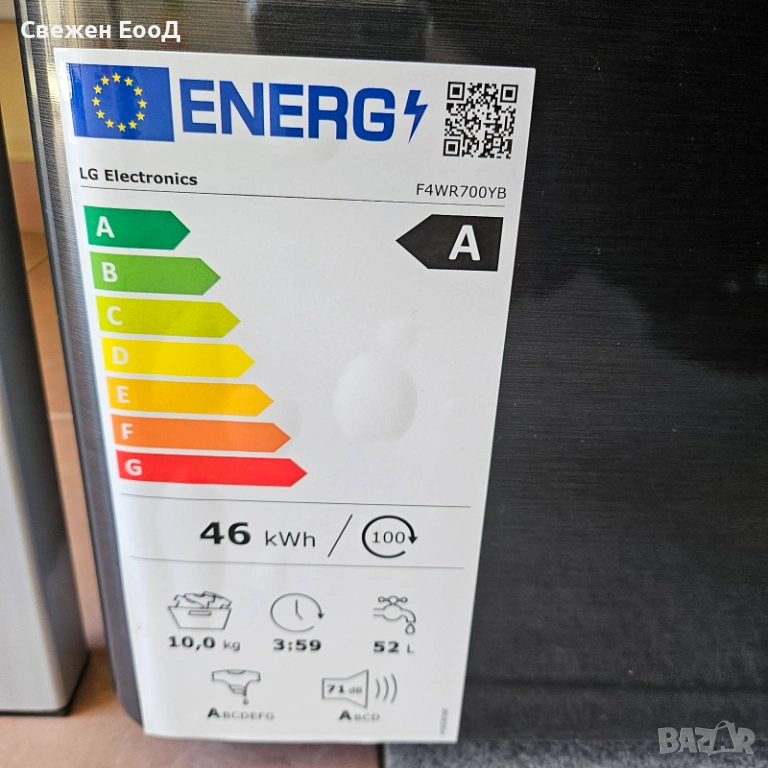 Свежен ЕооД
ENERG
LG Electronics
F4WR700YB
A
A
B
C
D
E
F
G
46 kWh / 100
10,0 kg
3:59
52 L
71 dB
ABCDEFG
ABCD
BAZAR